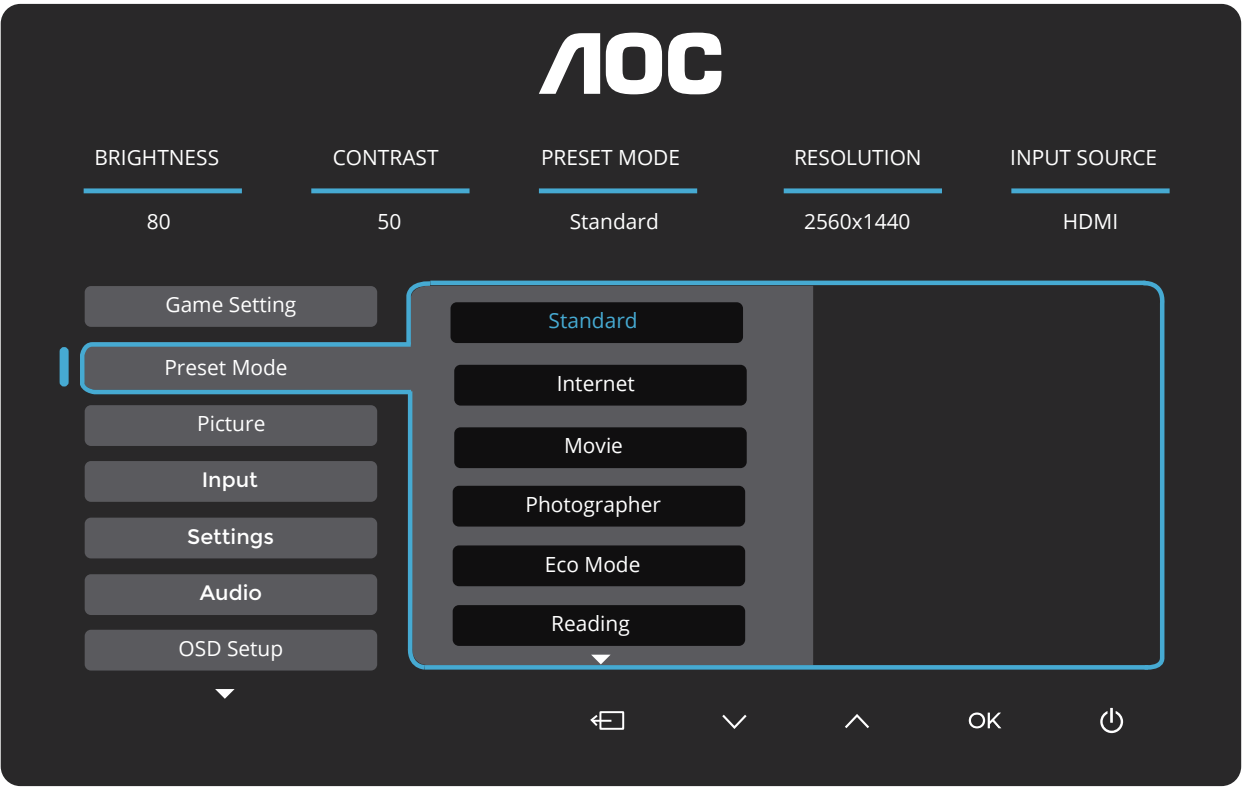 AOC
BRIGHTNESS CONTRAST PRESET MODE RESOLUTION INPUT SOURCE
80 50 Standard 2560x1440 HDMI
Game Setting
Preset Mode
Picture
Input
Settings
Audio
OSD Setup
Standard
Internet
Movie
Photographer
Eco Mode
Reading
OK